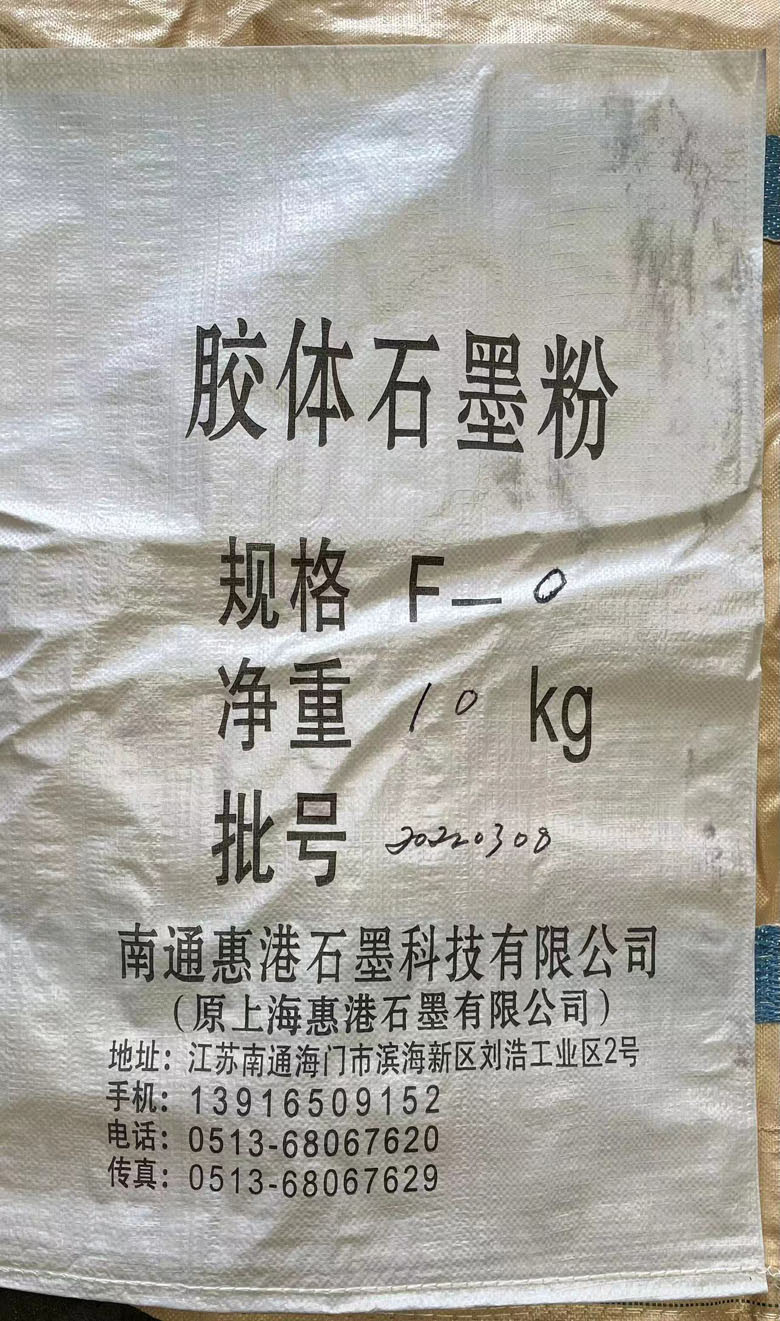 胶体石墨粉
规格 F-0
净重 10 kg
批号 20220308
南通惠港石墨科技有限公司
（原上海惠港石墨有限公司）
地址：江苏南通海门市滨海新区刘浩工业区2号
手机：13916509152
电话：0513-68067620
传真：0513-68067629